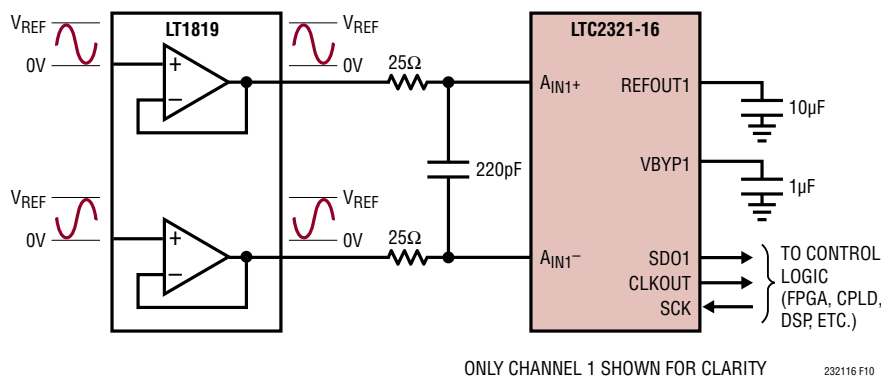 LT1819
LTC2321-16
VREF
0V
+
–
VREF
0V
25Ω
AIN1+
REFOUT1
10µF
220pF
VBYP1
1µF
VREF
0V
+
–
VREF
0V
25Ω
AIN1–
SDO1
CLKOUT
SCK
TO CONTROL
LOGIC
(FPGA, CPLD,
DSP, ETC.)
ONLY CHANNEL 1 SHOWN FOR CLARITY
232116 F10